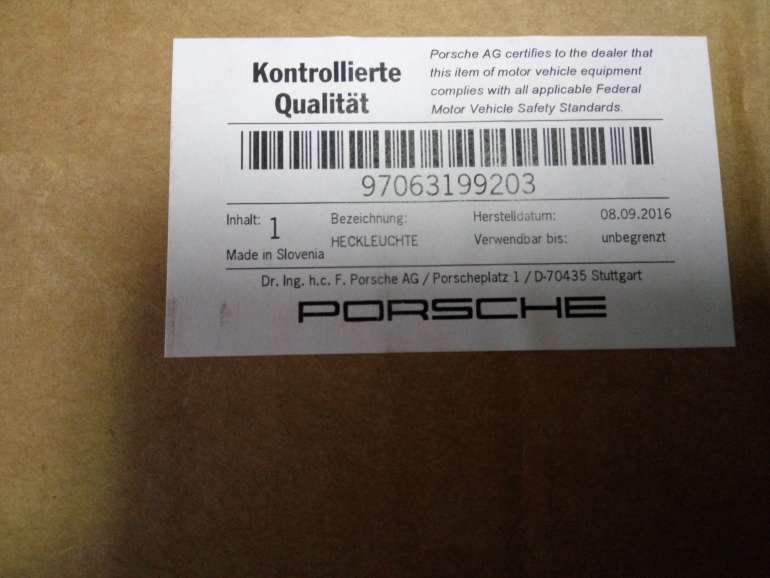 Kontrollierte
Qualität
Porsche AG certifies to the dealer that
this item of motor vehicle equipment
complies with all applicable Federal
Motor Vehicle Safety Standards.
97063199203
Inhalt: 1
Made in Slovenia
Bezeichnung:
HECKLEUCHTE
Herstelldatum: 08.09.2016
Verwendbar bis: unbegrenzt
Dr. Ing. h.c. F. Porsche AG / Porscheplatz 1 / D-70435 Stuttgart
PORSCHE